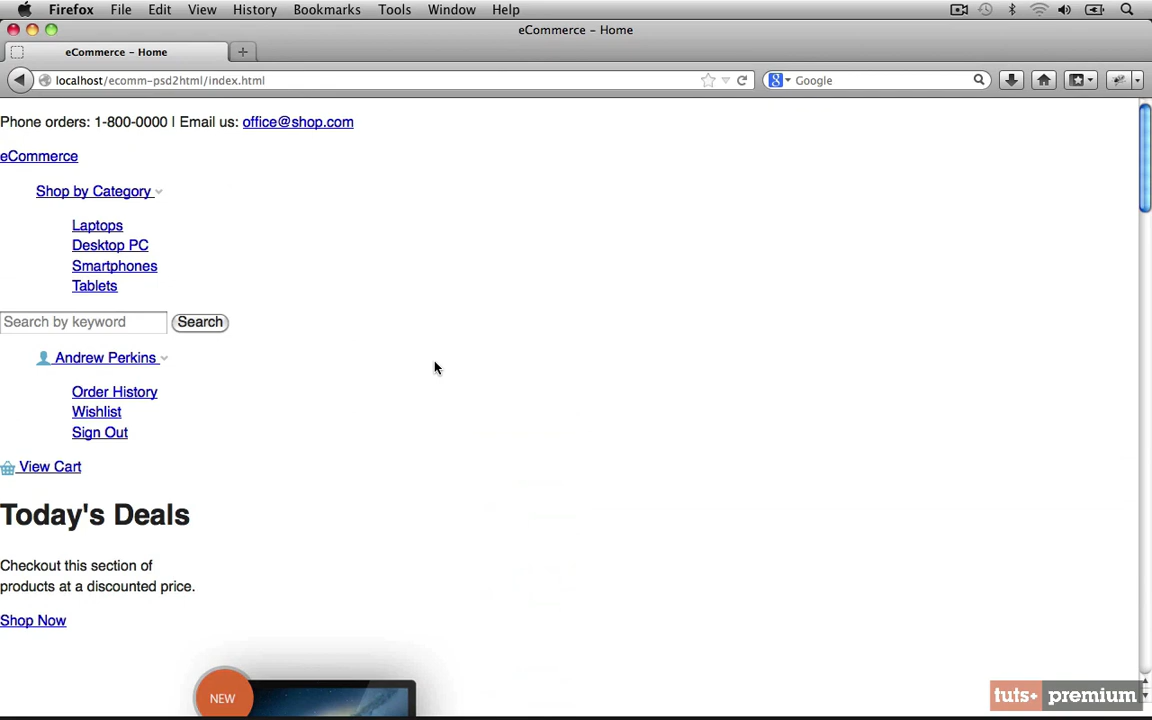 Firefox File Edit View History Bookmarks Tools Window Help
eCommerce – Home
eCommerce – Home
localhost/ecomm-psd2html/index.html
Google
Phone orders: 1-800-0000 | Email us: office@shop.com
eCommerce
Shop by Category
Laptops
Desktop PC
Smartphones
Tablets
Search by keyword Search
Andrew Perkins
Order History
Wishlist
Sign Out
View Cart
Today's Deals
Checkout this section of
products at a discounted price.
Shop Now
NEW
tuts+ premium